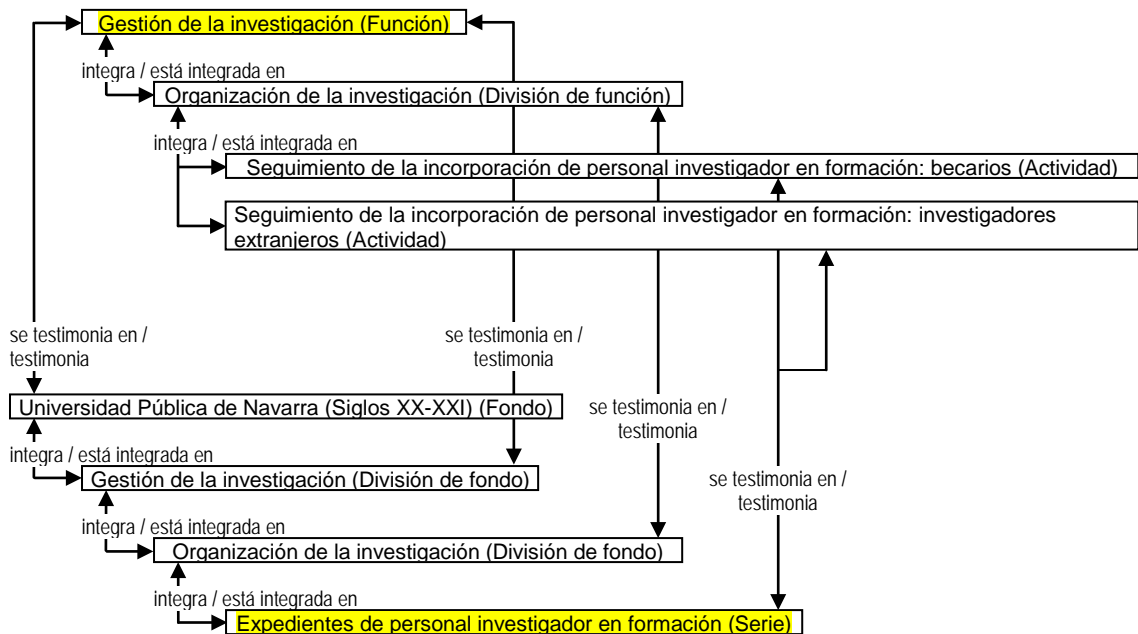 Gestión de la investigación (Función)
integra / está integrada en
Organización de la investigación (División de función)
integra / está integrada en
Seguimiento de la incorporación de personal investigador en formación: becarios (Actividad)
Seguimiento de la incorporación de personal investigador en formación: investigadores
extranjeros (Actividad)
se testimonia en /
testimonia
se testimonia en /
testimonia
Universidad Pública de Navarra (Siglos XX-XXI) (Fondo)
se testimonia en /
testimonia
integra / está integrada en
Gestión de la investigación (División de fondo)
se testimonia en /
testimonia
integra / está integrada en
Organización de la investigación (División de fondo)
integra / está integrada en
Expedientes de personal investigador en formación (Serie)